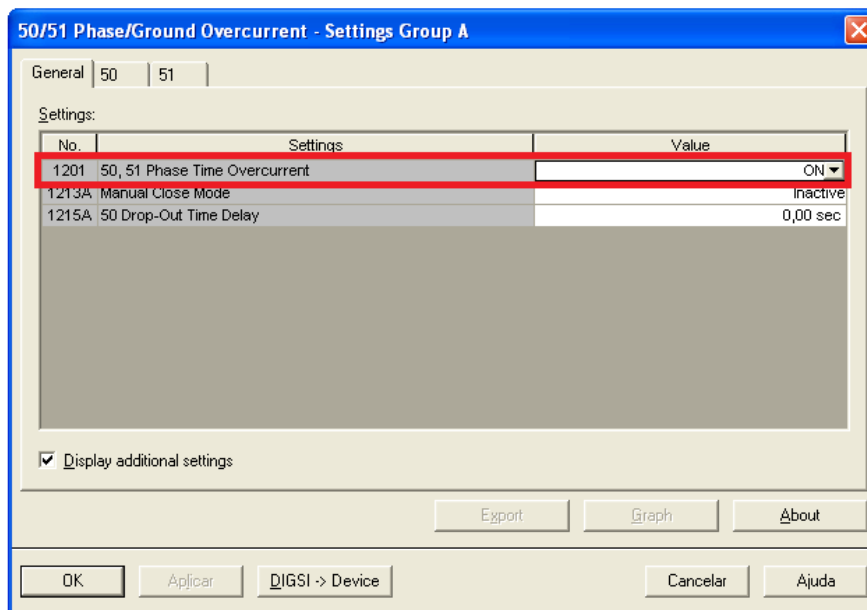 50/51 Phase/Ground Overcurrent - Settings Group A
General 50 51
Settings:
No. Settings Value
1201 50, 51 Phase Time Overcurrent ON
1213A Manual Close Mode Inactive
1215A 50 Drop-Out Time Delay 0,00 sec
Display additional settings
Export Graph About
OK Aplicar DIGSI -> Device Cancelar Ajuda